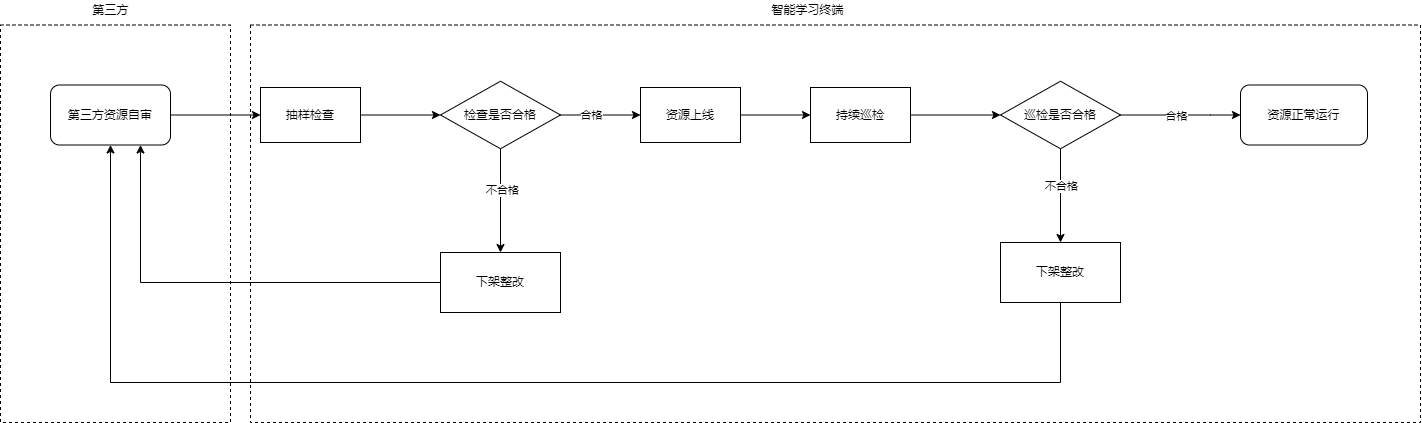 第三方
智能学习终端
第三方资源自审
抽样检查
检查是否合格
合格
资源上线
持续巡检
巡检是否合格
合格
资源正常运行
不合格
不合格
下架整改
下架整改